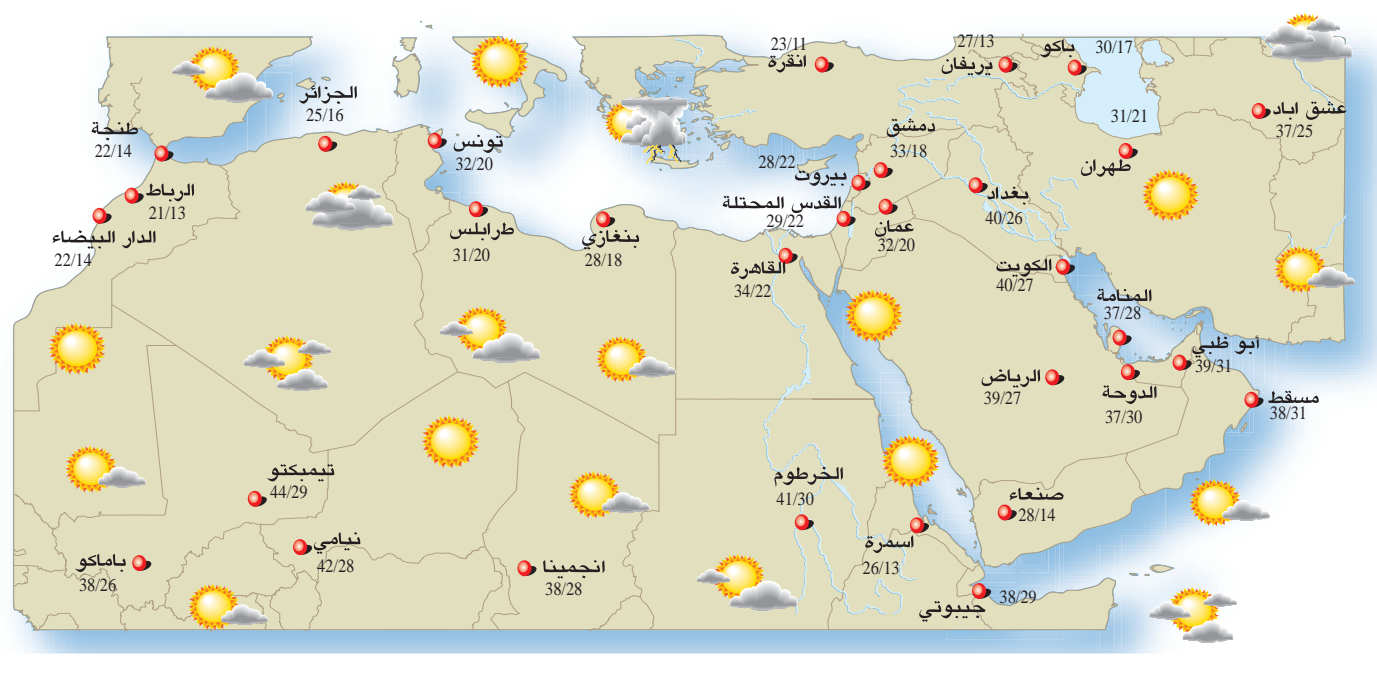 23/11
انقرة
27/13
يريفان
باكو
30/17
عشق اباد
37/25
31/21
طهران
الجزائر
25/16
طنجة
22/14
تونس
32/20
دمشق
33/18
28/22
بيروت
بغداد
40/26
الرباط
21/13
الدار البيضاء
22/14
طرابلس
31/20
بنغازي
28/18
القدس المحتلة
29/22
عمان
32/20
القاهرة
34/22
الكويت
40/27
المنامة
37/28
أبو ظبي
39/31
الرياض
39/27
الدوحة
37/30
مسقط
38/31
تيمبكتو
44/29
الخرطوم
41/30
صنعاء
28/14
باماكو
38/26
نيامي
42/28
انجمينا
38/28
اسمرة
26/13
جيبوتي
38/29